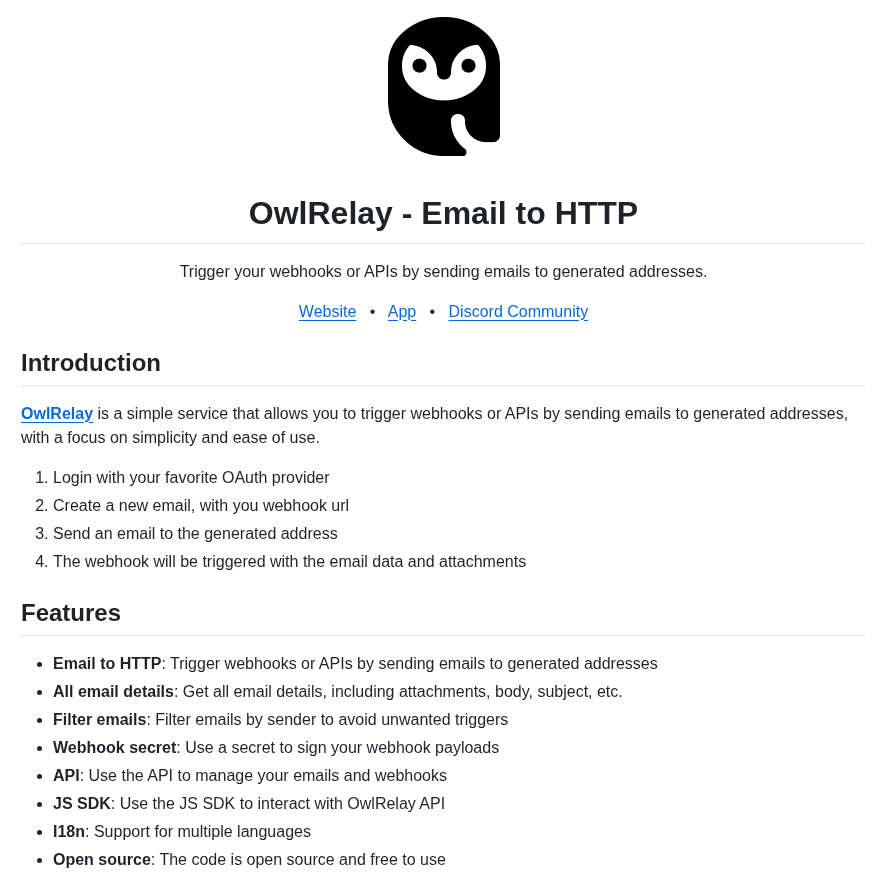 OwlRelay - Email to HTTP
Trigger your webhooks or APIs by sending emails to generated addresses.
Website • App • Discord Community
Introduction
OwlRelay is a simple service that allows you to trigger webhooks or APIs by sending emails to generated addresses,
with a focus on simplicity and ease of use.
1. Login with your favorite OAuth provider
2. Create a new email, with you webhook url
3. Send an email to the generated address
4. The webhook will be triggered with the email data and attachments
Features
• Email to HTTP: Trigger webhooks or APIs by sending emails to generated addresses
• All email details: Get all email details, including attachments, body, subject, etc.
• Filter emails: Filter emails by sender to avoid unwanted triggers
• Webhook secret: Use a secret to sign your webhook payloads
• API: Use the API to manage your emails and webhooks
• JS SDK: Use the JS SDK to interact with OwlRelay API
• I18n: Support for multiple languages
• Open source: The code is open source and free to use